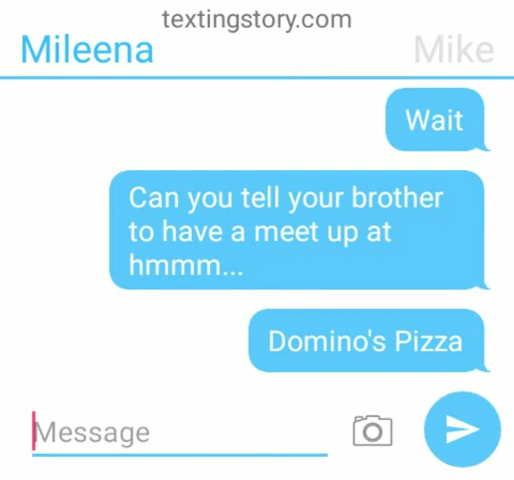 textingstory.com
Mileena
Mike
Wait
Can you tell your brother
to have a meet up at
hmmm...
Domino's Pizza
Message